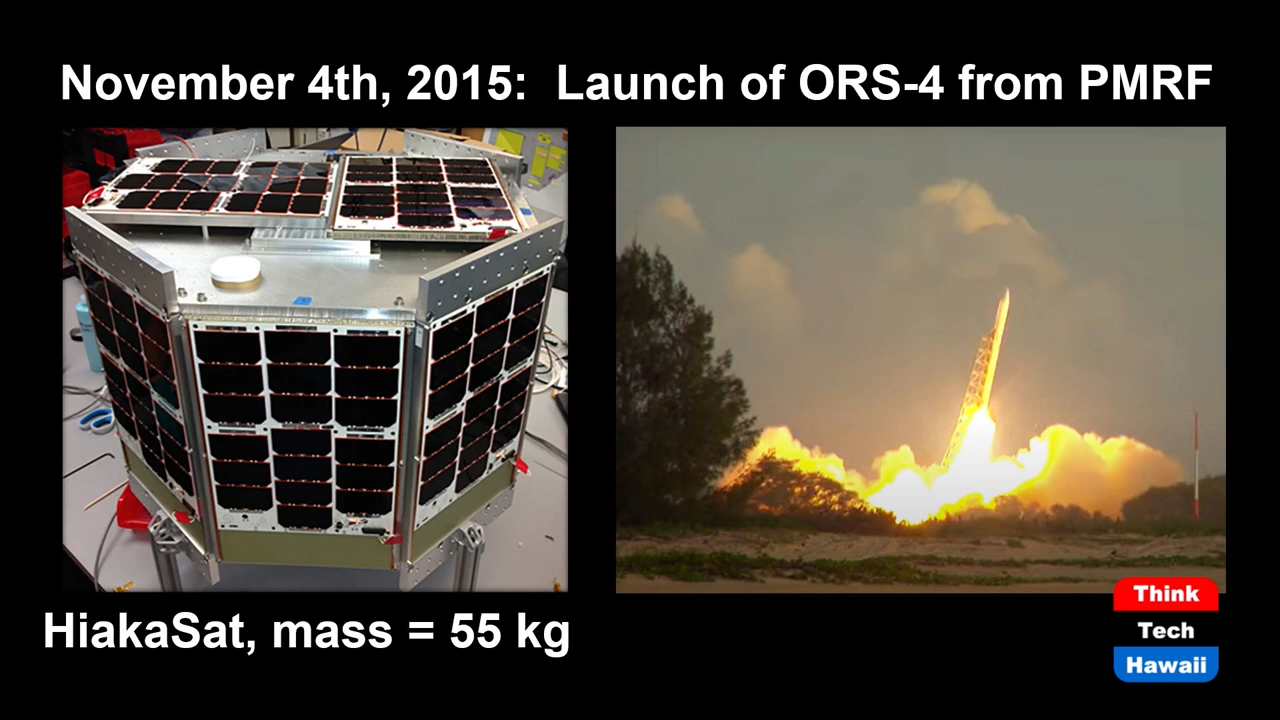 November 4th, 2015: Launch of ORS-4 from PMRF
HiakaSat, mass = 55 kg
Think
Tech
Hawaii